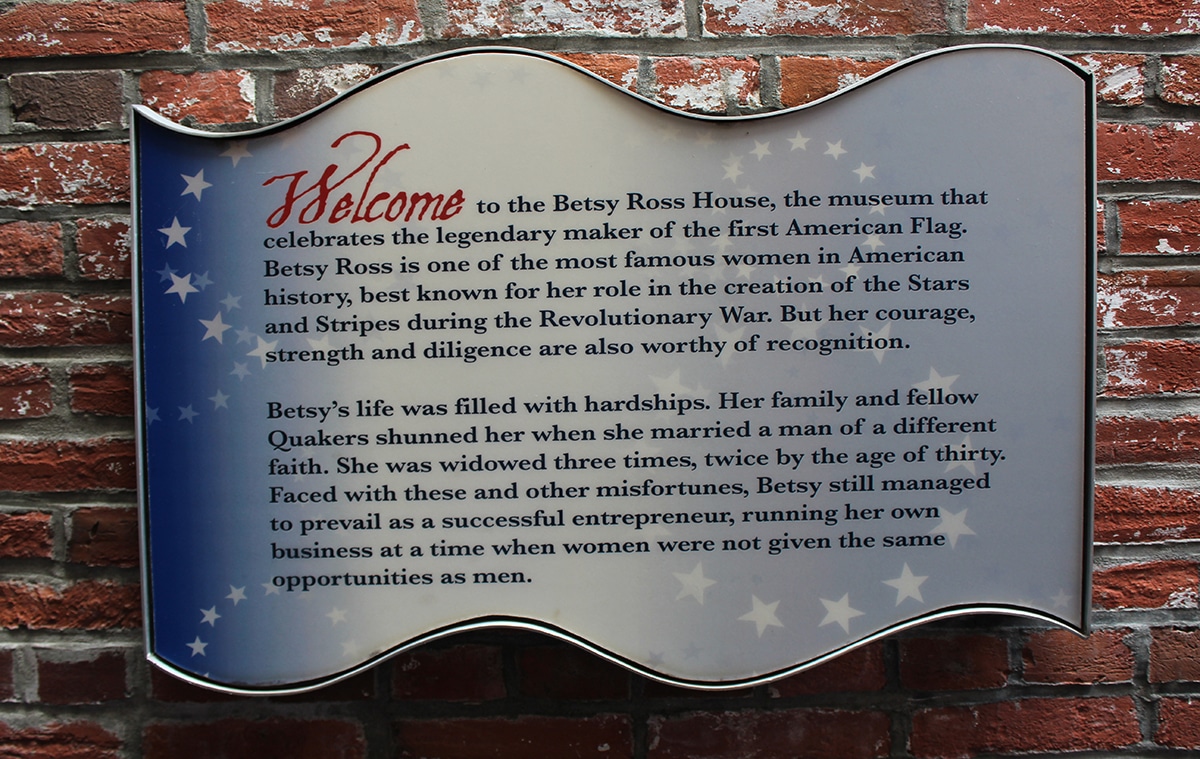 Welcome to the Betsy Ross House, the museum that
celebrates the legendary maker of the first American Flag.
Betsy Ross is one of the most famous women in American
history, best known for her role in the creation of the Stars
and Stripes during the Revolutionary War. But her courage,
strength and diligence are also worthy of recognition.
Betsy's life was filled with hardships. Her family and fellow
Quakers shunned her when she married a man of a different
faith. She was widowed three times, twice by the age of thirty.
Faced with these and other misfortunes, Betsy still managed
to prevail as a successful entrepreneur, running her own
business at a time when women were not given the same
opportunities as men.